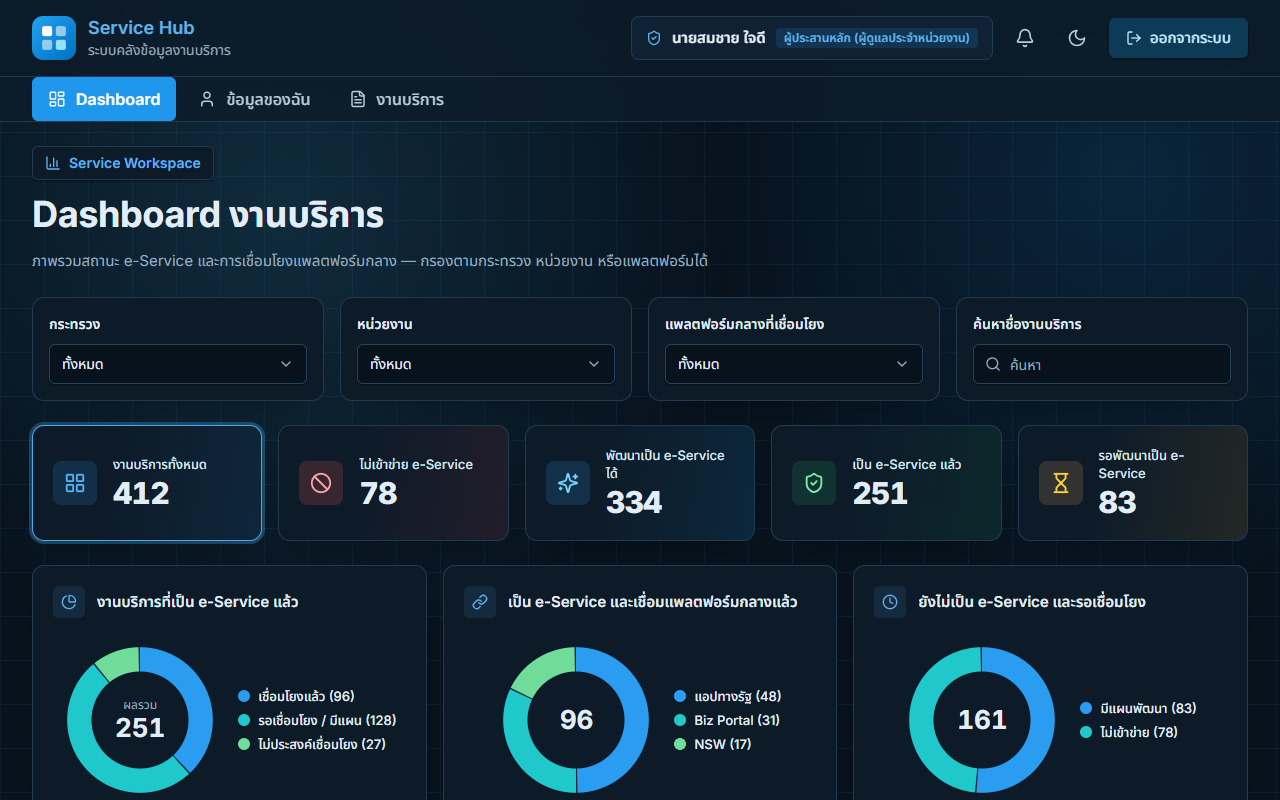 Service Hub
ระบบคลังข้อมูลงานบริการ
นายสมชาย ใจดี
ผู้ประสานหลัก (ผู้ดูแลประจำหน่วยงาน)
ออกจากระบบ
Dashboard
ข้อมูลของฉัน
งานบริการ
Service Workspace
Dashboard งานบริการ
ภาพรวมสถานะ e-Service และการเชื่อมโยงแพลตฟอร์มกลาง — กรองตามกระทรวง หน่วยงาน หรือแพลตฟอร์มได้
กระทรวง
ทั้งหมด
หน่วยงาน
ทั้งหมด
แพลตฟอร์มกลางที่เชื่อมโยง
ทั้งหมด
ค้นหาชื่องานบริการ
ค้นหา
งานบริการทั้งหมด
412
ไม่เข้าข่าย e-Service
78
พัฒนาเป็น e-Service
ได้
334
เป็น e-Service แล้ว
251
รอพัฒนาเป็น e-
Service
83
งานบริการที่เป็น e-Service แล้ว
ผลรวม
251
เชื่อมโยงแล้ว (96)
รอเชื่อมโยง / มีแผน (128)
ไม่ประสงค์เชื่อมโยง (27)
เป็น e-Service และเชื่อมแพลตฟอร์มกลางแล้ว
96
แอปทางรัฐ (48)
Biz Portal (31)
NSW (17)
ยังไม่เป็น e-Service และรอเชื่อมโยง
161
มีแผนพัฒนา (83)
ไม่เข้าข่าย (78)